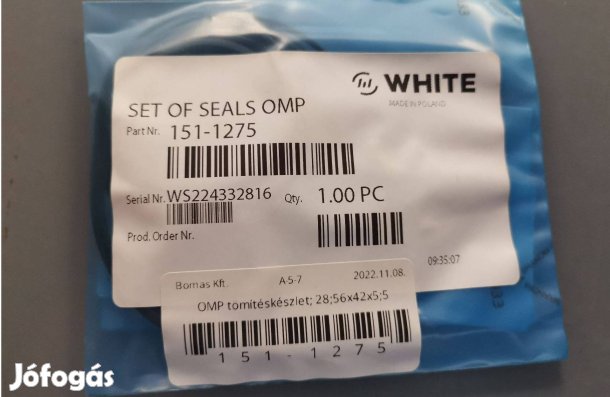 WHITE
MADE IN POLAND
SET OF SEALS OMP
Part Nr. 151-1275
Serial Nr. WS224332816 Qty. 1.00 PC
Prod. Order Nr.
09:35:07
Bomas Kft. A-5-7 2022.11.08.
OMP tömítéskészlet; 28;56x42x5;5
151-1275
Jófogás